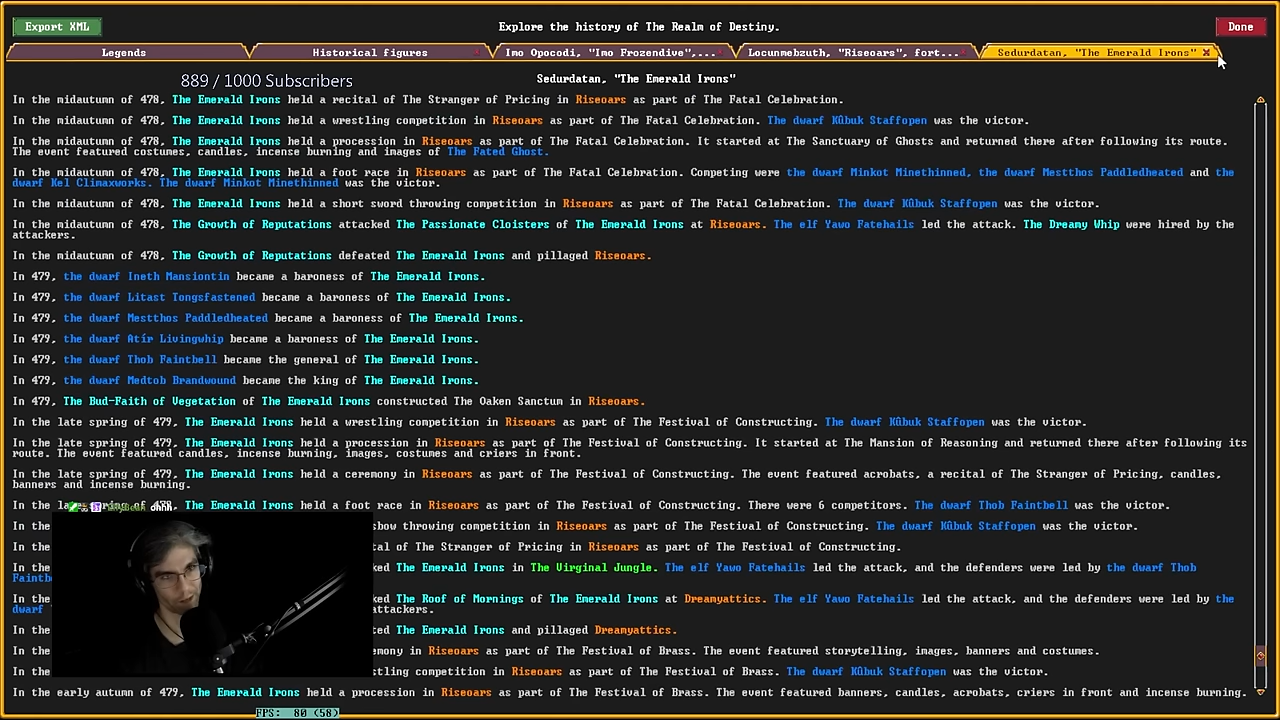 Export XML
Explore the history of The Realm of Destiny.
Done
Legends
Historical figures
Imo Opocodi, "Imo Frozendive",...
Locunmebzuth, "Riseoars", fort...
Sedurdatan, "The Emerald Irons" X
889 / 1000 Subscribers
Sedurdatan, "The Emerald Irons"
In the midautumn of 478, The Emerald Irons held a recital of The Stranger of Pricing in Riseoars as part of The Fatal Celebration.
In the midautumn of 478, The Emerald Irons held a wrestling competition in Riseoars as part of The Fatal Celebration. The dwarf Kûbuk Staffopen was the victor.
In the midautumn of 478, The Emerald Irons held a procession in Riseoars as part of The Fatal Celebration. It started at The Sanctuary of Ghosts and returned there after following its route.
The event featured costumes, candles, incense burning and images of The Fated Ghost.
In the midautumn of 478, The Emerald Irons held a foot race in Riseoars as part of The Fatal Celebration. Competing were the dwarf Minkot Minethinned, the dwarf Mestthos Paddledheated and the
dwarf Kel Climaxworks. The dwarf Minkot Minethinned was the victor.
In the midautumn of 478, The Emerald Irons held a short sword throwing competition in Riseoars as part of The Fatal Celebration. The dwarf Kûbuk Staffopen was the victor.
In the midautumn of 478, The Growth of Reputations attacked The Passionate Cloisters of The Emerald Irons at Riseoars. The elf Yawo Fatehails led the attack. The Dreamy Whip were hired by the
attackers.
In the midautumn of 478, The Growth of Reputations defeated The Emerald Irons and pillaged Riseoars.
In 479, the dwarf Ineth Mansiontin became a baroness of The Emerald Irons.
In 479, the dwarf Litast Tongsfastened became a baroness of The Emerald Irons.
In 479, the dwarf Mestthos Paddledheated became a baroness of The Emerald Irons.
In 479, the dwarf Atír Livingwhip became a baroness of The Emerald Irons.
In 479, the dwarf Thob Faintbell became the general of The Emerald Irons.
In 479, the dwarf Medtob Brandwound became the king of The Emerald Irons.
In 479, The Bud-Faith of Vegetation of The Emerald Irons constructed The Oaken Sanctum in Riseoars.
In the late spring of 479, The Emerald Irons held a wrestling competition in Riseoars as part of The Festival of Constructing. The dwarf Kûbuk Staffopen was the victor.
In the late spring of 479, The Emerald Irons held a procession in Riseoars as part of The Festival of Constructing. It started at The Mansion of Reasoning and returned there after following its
route. The event featured candles, incense burning, images, costumes and criers in front.
In the late spring of 479, The Emerald Irons held a ceremony in Riseoars as part of The Festival of Constructing. The event featured acrobats, a recital of The Stranger of Pricing, candles,
banners and incense burning.
In the late spring of 479, The Emerald Irons held a foot race in Riseoars as part of The Festival of Constructing. There were 6 competitors. The dwarf Thob Faintbell was the victor.
ohhh
In the bow throwing competition in Riseoars as part of The Festival of Constructing. The dwarf Kûbuk Staffopen was the victor.
In the tal of The Stranger of Pricing in Riseoars as part of The Festival of Constructing.
In the ked The Emerald Irons in The Virginal Jungle. The elf Yawo Fatehails led the attack, and the defenders were led by the dwarf Thob
Faintb
In the ked The Roof of Mornings of The Emerald Irons at Dreamyattics. The elf Yawo Fatehails led the attack, and the defenders were led by the
dwarf attackers.
In the ted The Emerald Irons and pillaged Dreamyattics.
In the emony in Riseoars as part of The Festival of Brass. The event featured storytelling, images, banners and costumes.
In the stling competition in Riseoars as part of The Festival of Brass. The dwarf Kûbuk Staffopen was the victor.
In the early autumn of 479, The Emerald Irons held a procession in Riseoars as part of The Festival of Brass. The event featured banners, candles, acrobats, criers in front and incense burning.
FPS: 80 (58)